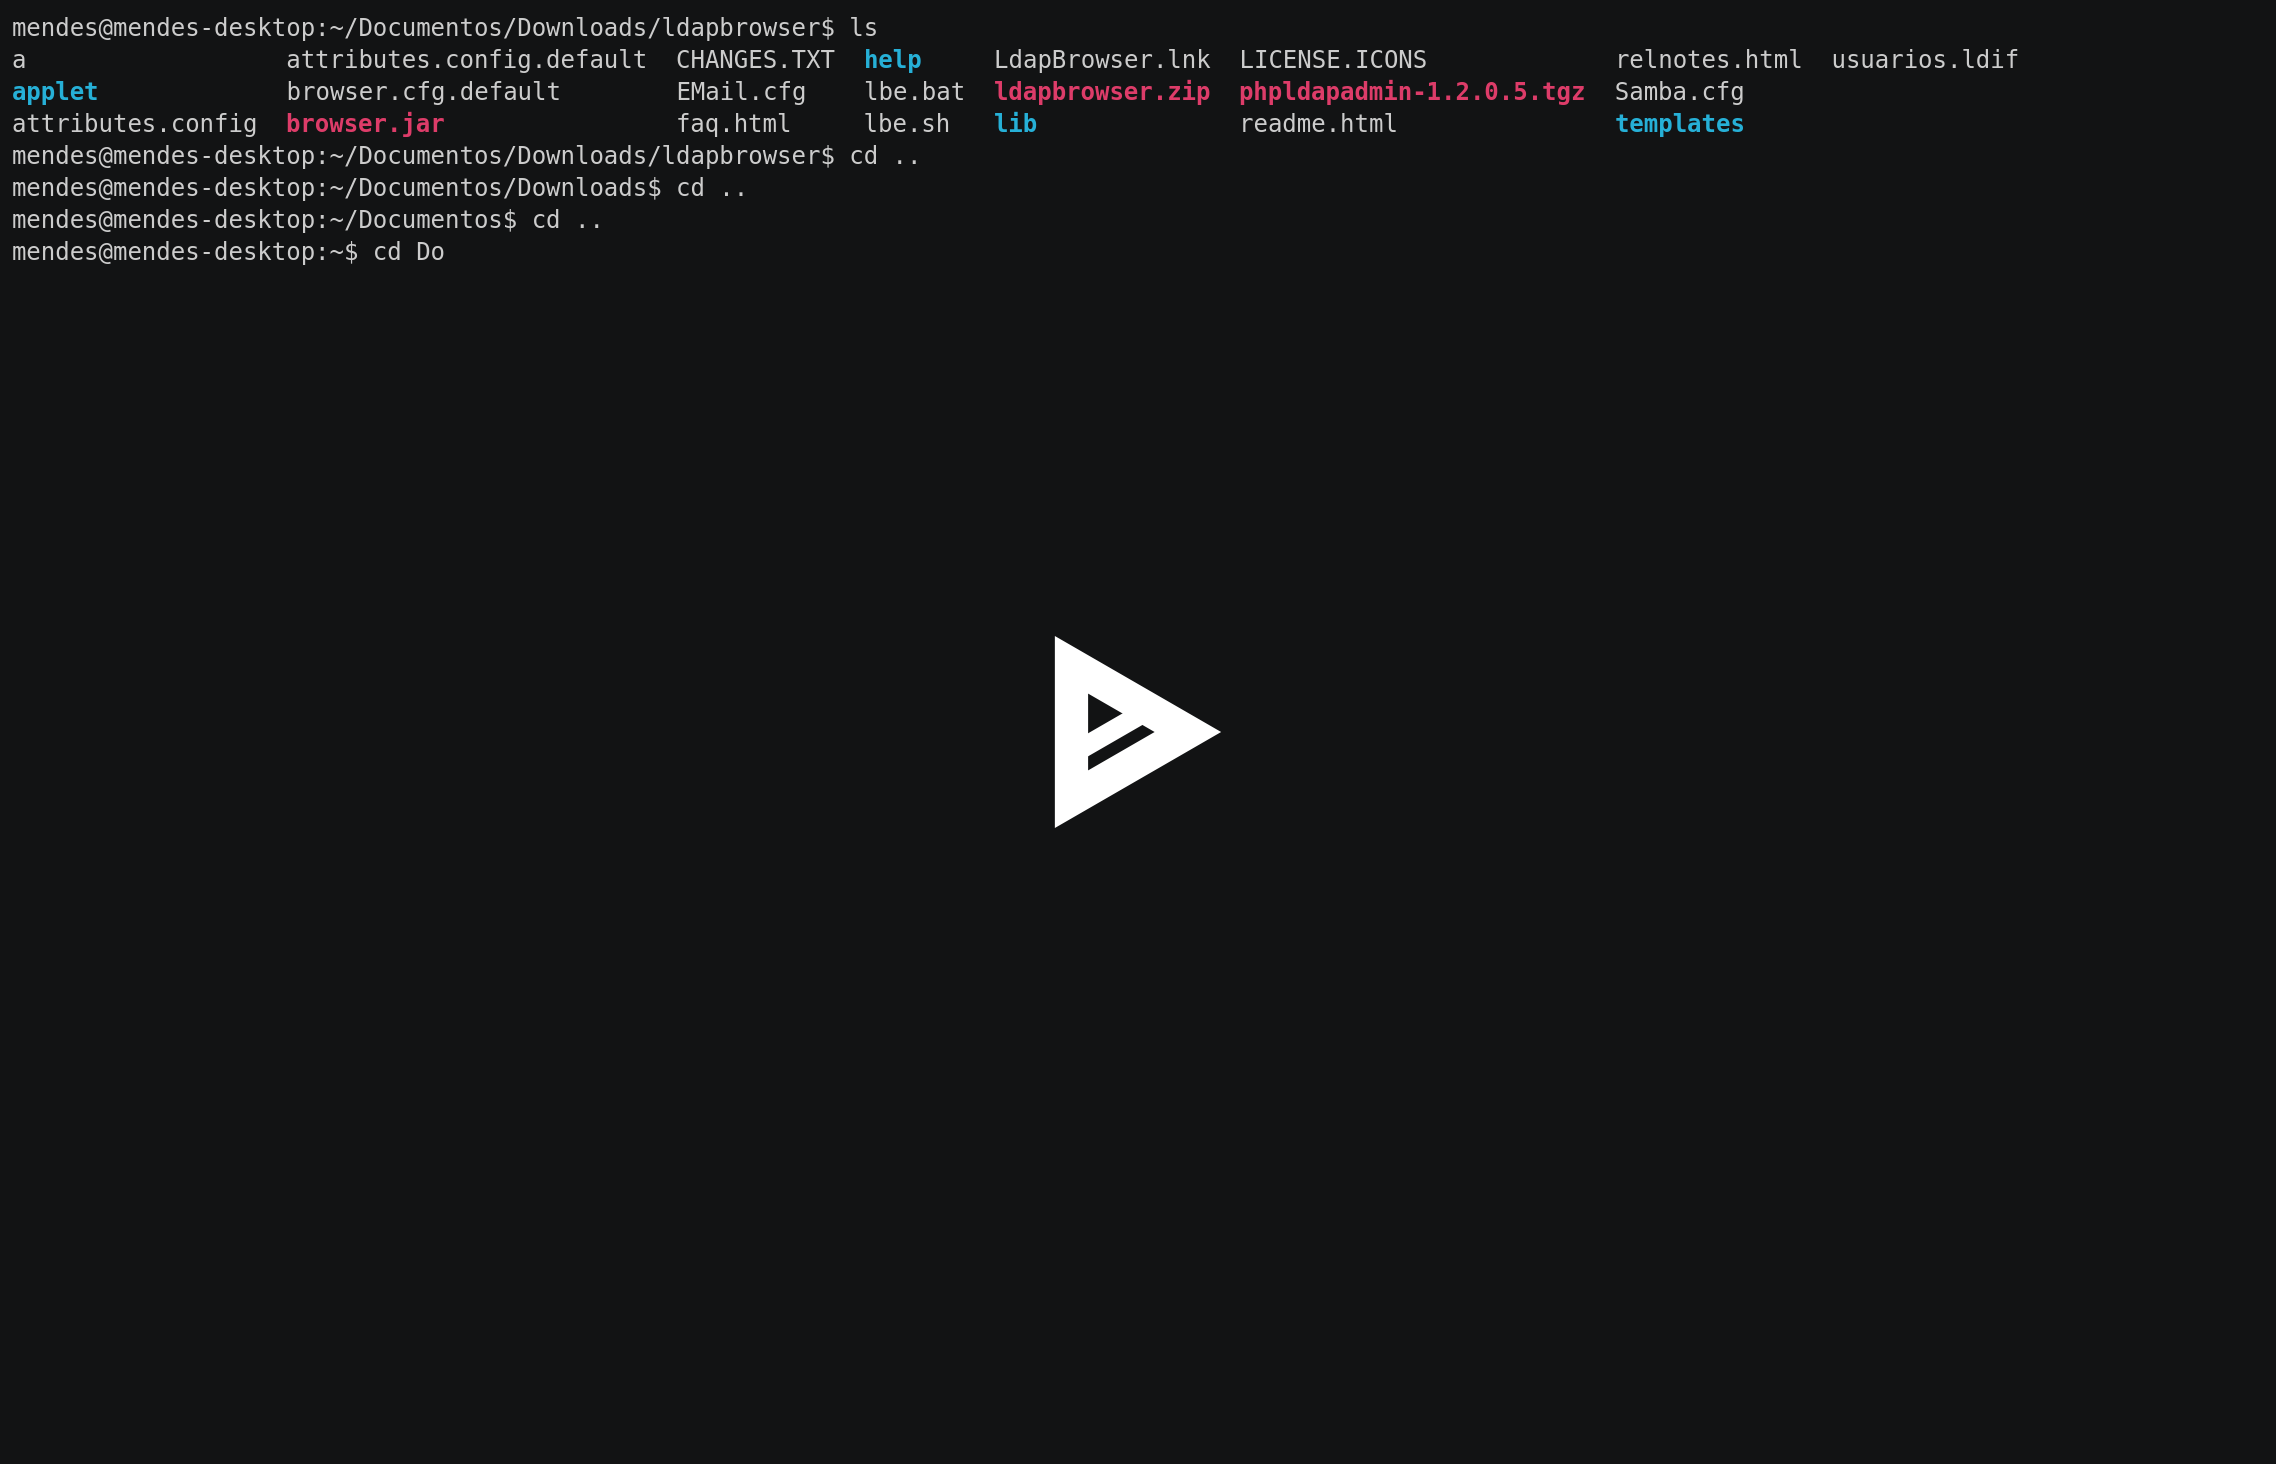 mendes@mendes-desktop:~/Documentos/Downloads/ldapbrowser$ ls
a                  attributes.config.default  CHANGES.TXT  help     LdapBrowser.lnk  LICENSE.ICONS             relnotes.html  usuarios.ldif
applet             browser.cfg.default        EMail.cfg    lbe.bat  ldapbrowser.zip  phpldapadmin-1.2.0.5.tgz  Samba.cfg
attributes.config  browser.jar                faq.html     lbe.sh   lib              readme.html               templates
mendes@mendes-desktop:~/Documentos/Downloads/ldapbrowser$ cd ..
mendes@mendes-desktop:~/Documentos/Downloads$ cd ..
mendes@mendes-desktop:~/Documentos$ cd ..
mendes@mendes-desktop:~$ cd Do